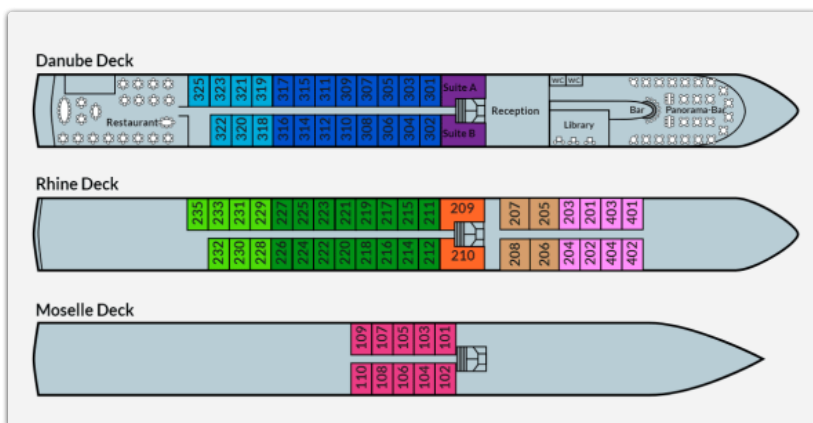 Danube Deck
325 323 321 319 317 315 311 309 307 305 303 301 Suite A
WC WC
Restaurant
Reception
Bar
Panorama-Bar
Library
322 320 318 316 314 312 310 308 306 304 302 Suite B
Rhine Deck
235 233 231 229 227 225 223 221 219 217 215 211 209 207 205 203 201 403 401
232 230 228 226 224 222 220 218 216 214 212 210 208 206 204 202 404 402
Moselle Deck
109 107 105 103 101
110 108 106 104 102